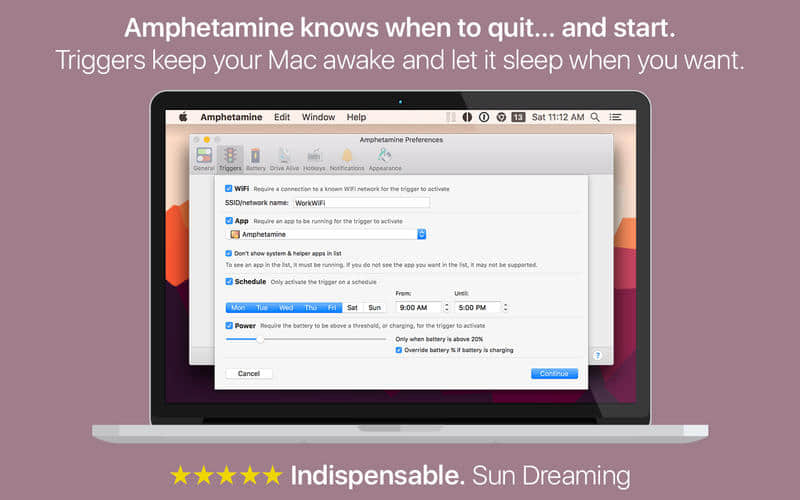 Amphetamine knows when to quit... and start.
Triggers keep your Mac awake and let it sleep when you want.
Amphetamine Edit Window Help 13 Sat 11:12 AM
Amphetamine Preferences
General Triggers Battery Drive Alive Hotkeys Notifications Appearance
WiFi Require a connection to a known WiFi network for the trigger to activate
SSID/network name: WorkWiFi
App Require an app to be running for the trigger to activate
Amphetamine
Don't show system & helper apps in list
To see an app in the list, it must be running. If you do not see the app you want in the list, it may not be supported.
Schedule Only activate the trigger on a schedule
From: Until:
Mon Tue Wed Thu Fri Sat Sun 9:00 AM 5:00 PM
Power Require the battery to be above a threshold, or charging, for the trigger to activate
Only when battery is above 20%
Override battery % if battery is charging
?
Cancel Continue
★★★★★ Indispensable. Sun Dreaming